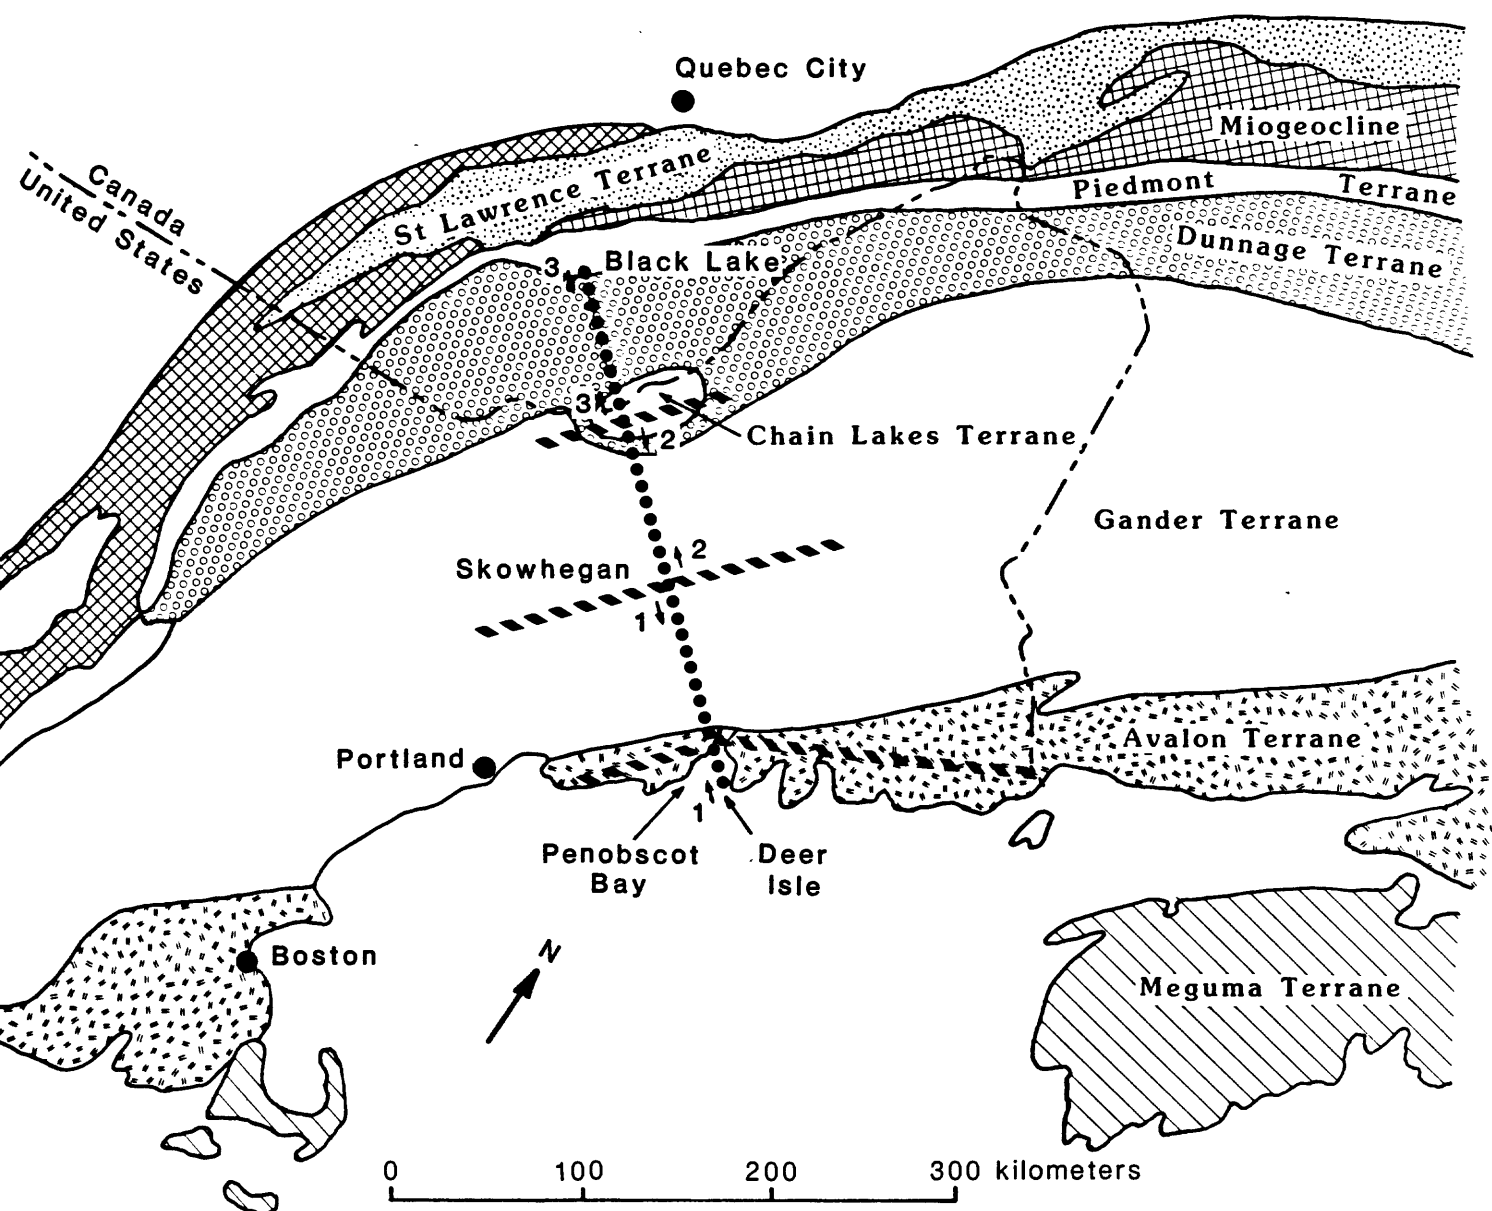 Quebec City
Canada
United States
Miogeocline
St Lawrence Terrane
Piedmont Terrane
Dunnage Terrane
3
Black Lake
3
Chain Lakes Terrane
2
Gander Terrane
2
Skowhegan
1
Avalon Terrane
Portland
1
Penobscot
Bay
Deer
Isle
N
Boston
Meguma Terrane
0 100 200 300 kilometers